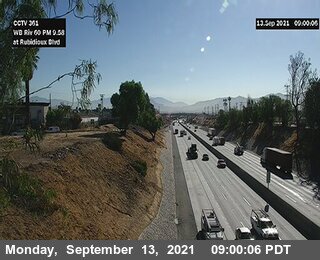 CCTV 361
WB Riv 60 PM 9.58
at Rubidioux Blvd
13 Sep 2021 09:00:06
Monday, September 13, 2021 09:00:06 PDT